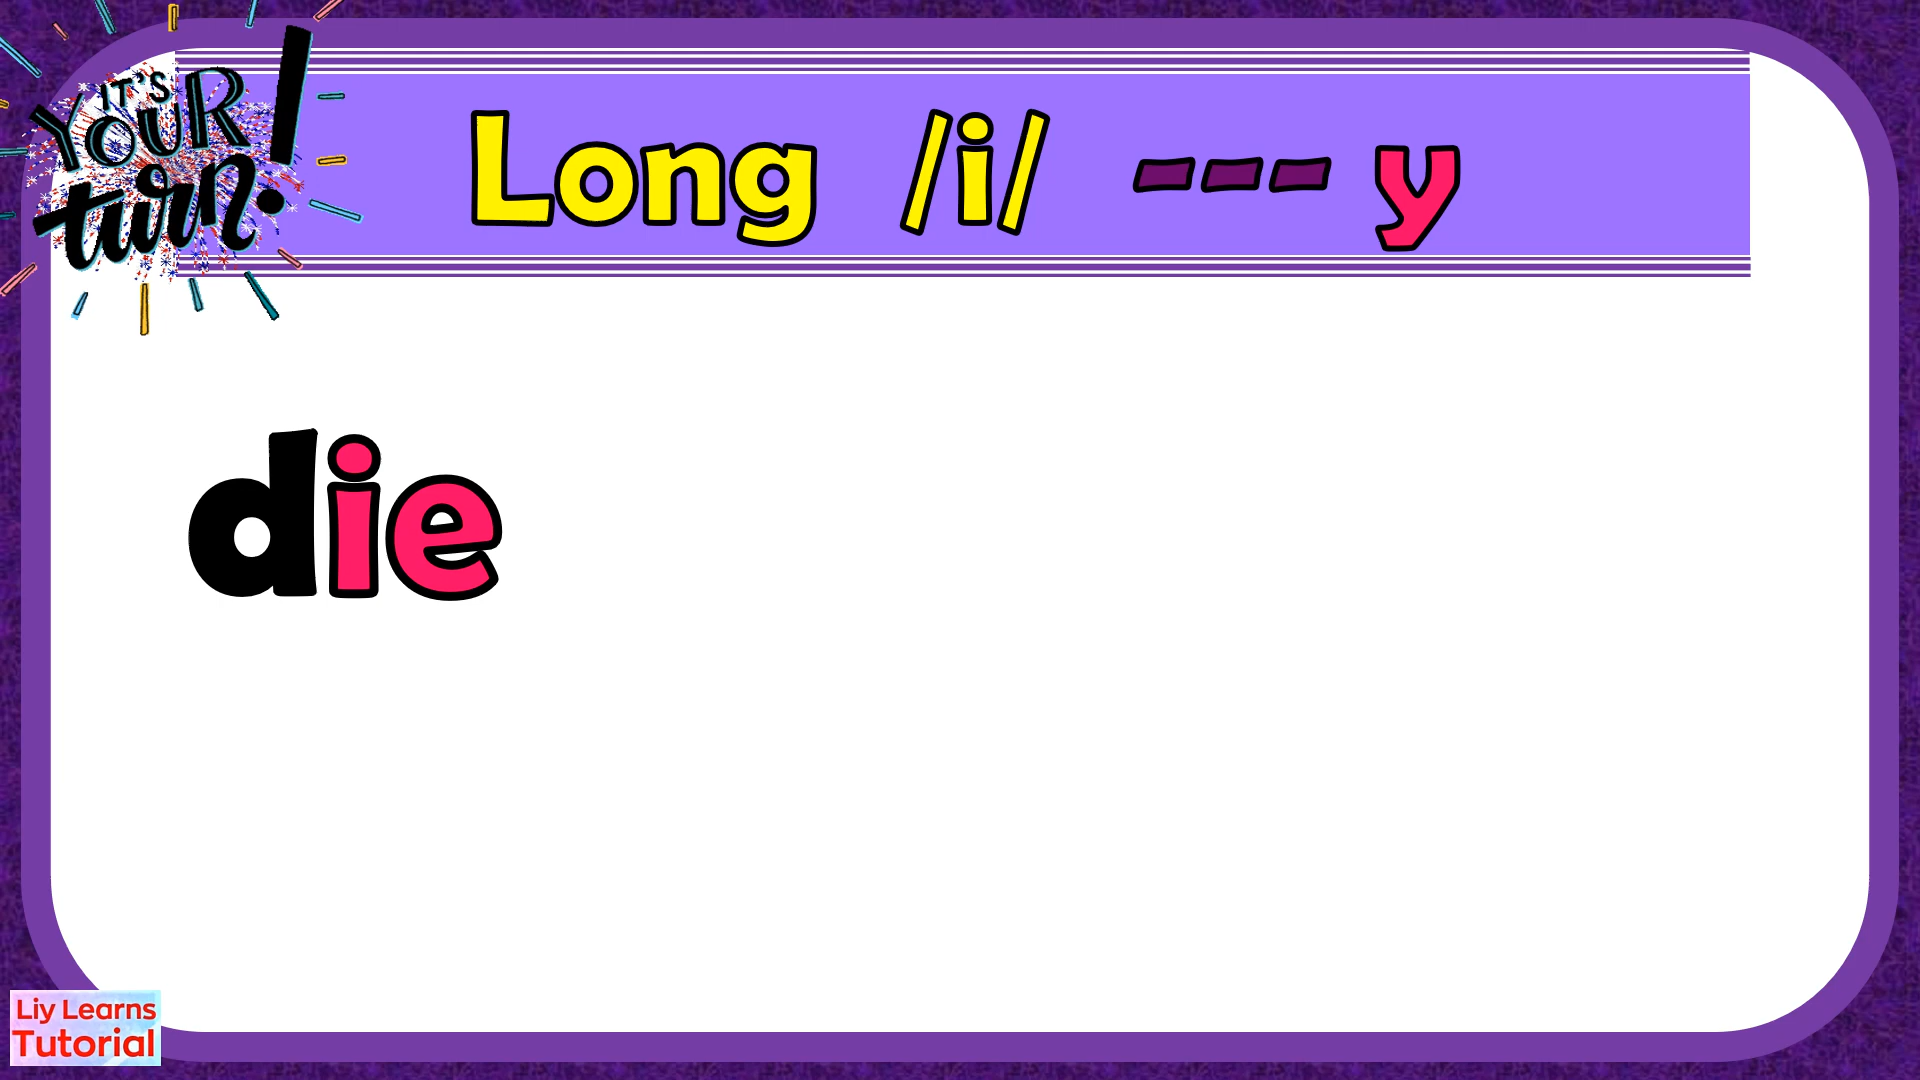 IT'S
YOUR
turn!
Long /i/ --- y
die
Liy Learns
Tutorial